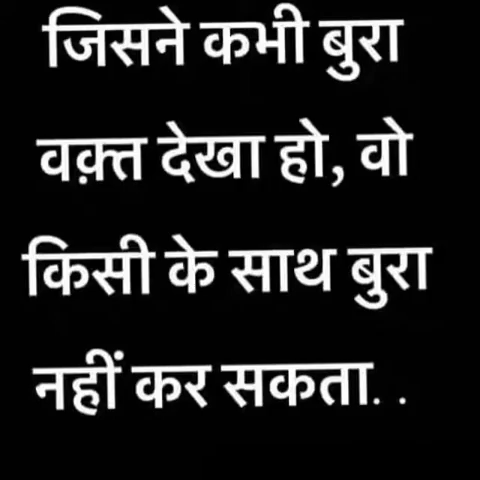 जिसने कभी बुरा
वक़्त देखा हो, वो
किसी के साथ बुरा
नहीं कर सकता. .